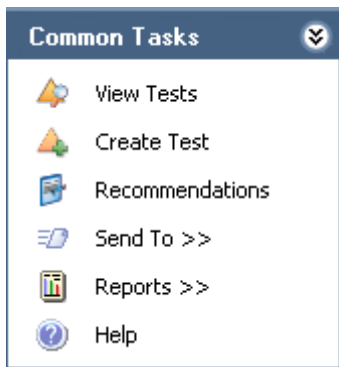 Common Tasks
View Tests
Create Test
Recommendations
Send To >>
Reports >>
Help